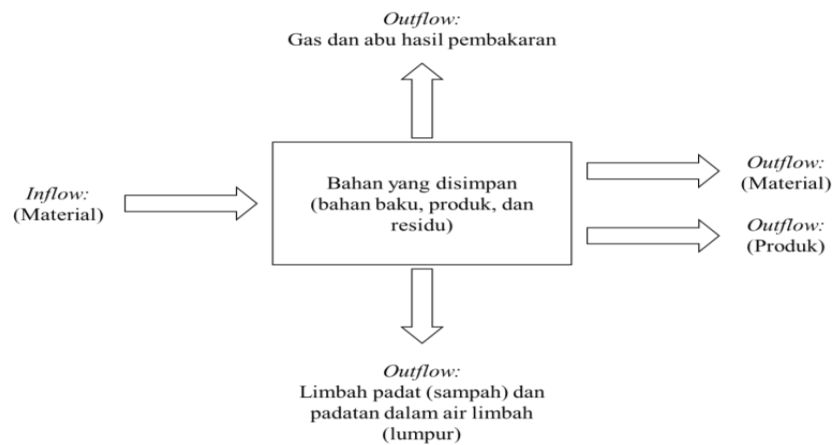 Outflow:
Gas dan abu hasil pembakaran
Inflow:
(Material)
Bahan yang disimpan
(bahan baku, produk, dan
residu)
Outflow:
(Material)
Outflow:
(Produk)
Outflow:
Limbah padat (sampah) dan
padatan dalam air limbah
(lumpur)